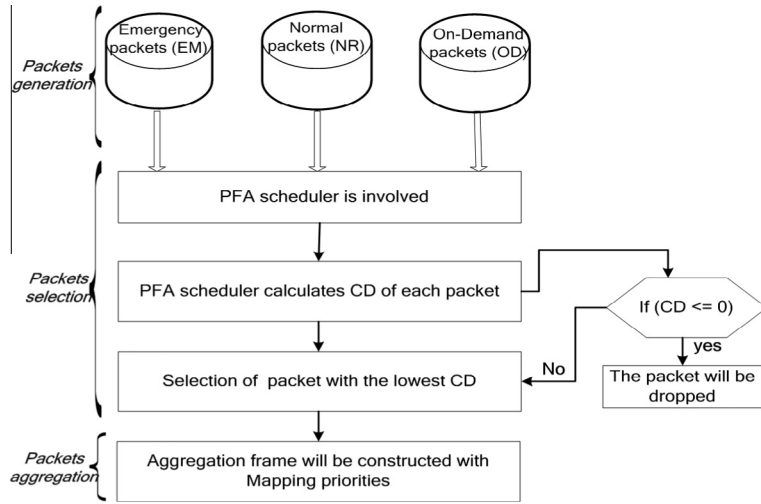 Packets
generation
Emergency
packets (EM)
Normal
packets (NR)
On-Demand
packets (OD)
Packets
selection
PFA scheduler is involved
PFA scheduler calculates CD of each packet
If (CD <= 0)
yes
No
The packet will be
dropped
Selection of packet with the lowest CD
Packets
aggregation
Aggregation frame will be constructed with
Mapping priorities